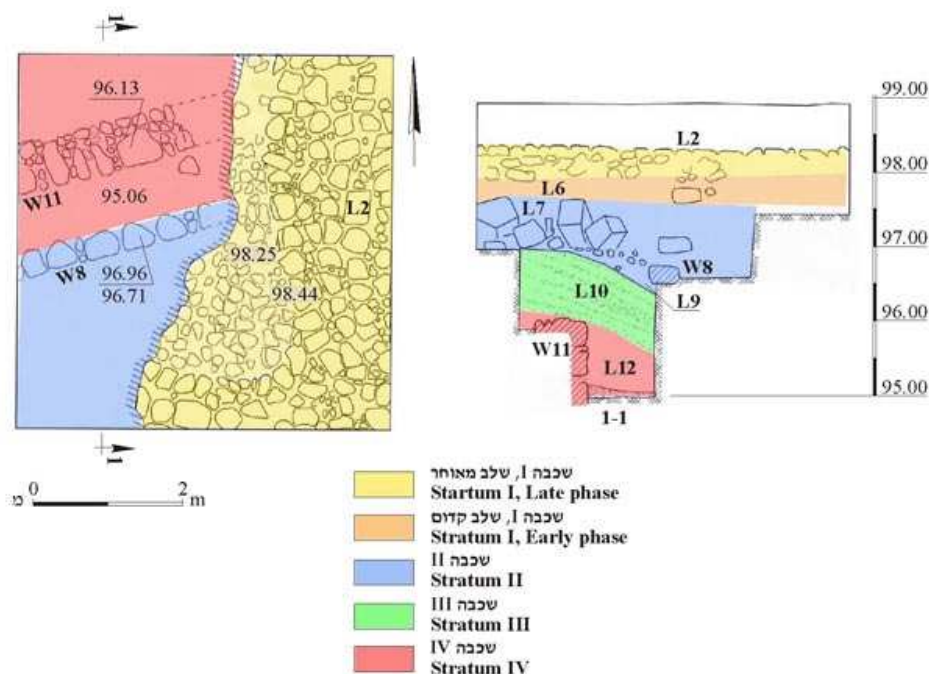 1
96.13
W11
95.06
L2
W8
96.96
96.71
98.25
98.44
1
מ 0 2 m
99.00
98.00
97.00
96.00
95.00
L2
L6
L7
W8
L9
L10
W11
L12
1-1
שכבה I, שלב מאוחר
Startum I, Late phase
שכבה I, שלב קדום
Stratum I, Early phase
שכבה II
Stratum II
שכבה III
Stratum III
שכבה IV
Stratum IV